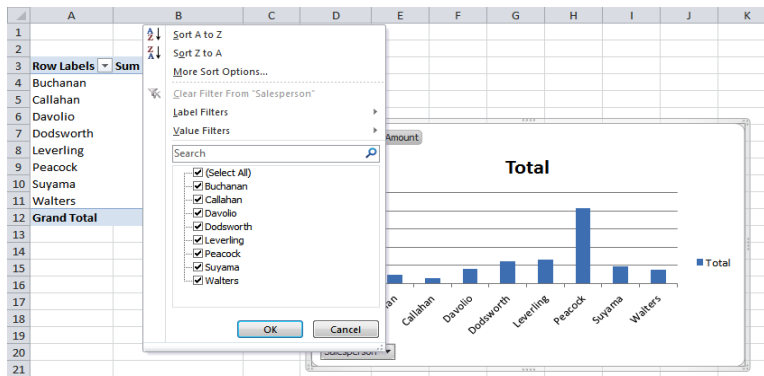 A B C D E F G H I J K
1
2
3 Row Labels Sum
4 Buchanan
5 Callahan
6 Davolio
7 Dodsworth
8 Leverling
9 Peacock
10 Suyama
11 Walters
12 Grand Total
13
14
15
16
17
18
19
20
21
Sort A to Z
Sort Z to A
More Sort Options...
Clear Filter From "Salesperson"
Label Filters
Value Filters
Search
(Select All)
Buchanan
Callahan
Davolio
Dodsworth
Leverling
Peacock
Suyama
Walters
OK Cancel
Amount
Total
Total
an Callahan Davolio Dodsworth Leverling Peacock Suyama Walters
Salesperson